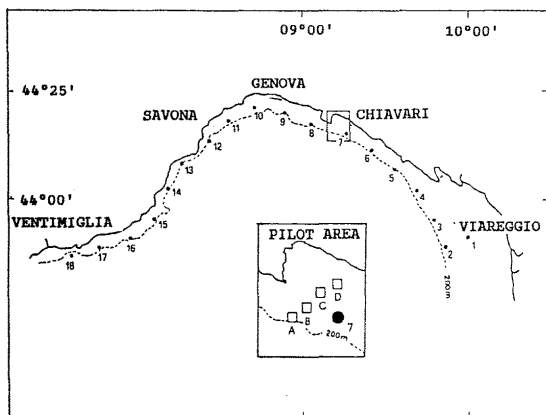 09°00' 10°00'
44°25'
GENOVA
SAVONA
CHIAVARI
10
11
9
12
8
7
13
6
5
14
44°00'
4
VENTIMIGLIA
15
3
VIAREGGIO
16
1
17
2
18
200m
PILOT AREA
D
C
B
A
7
200m